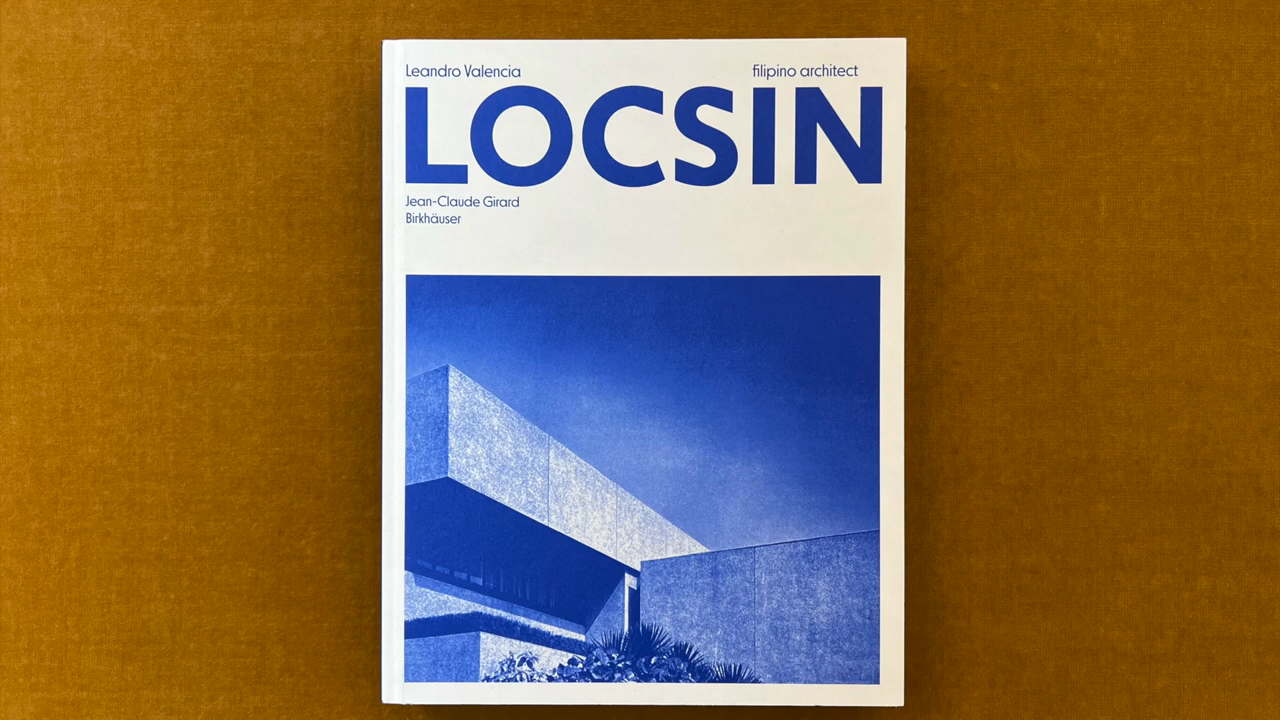 Leandro Valencia filipino architect
LOCSIN
Jean-Claude Girard
Birkhäuser